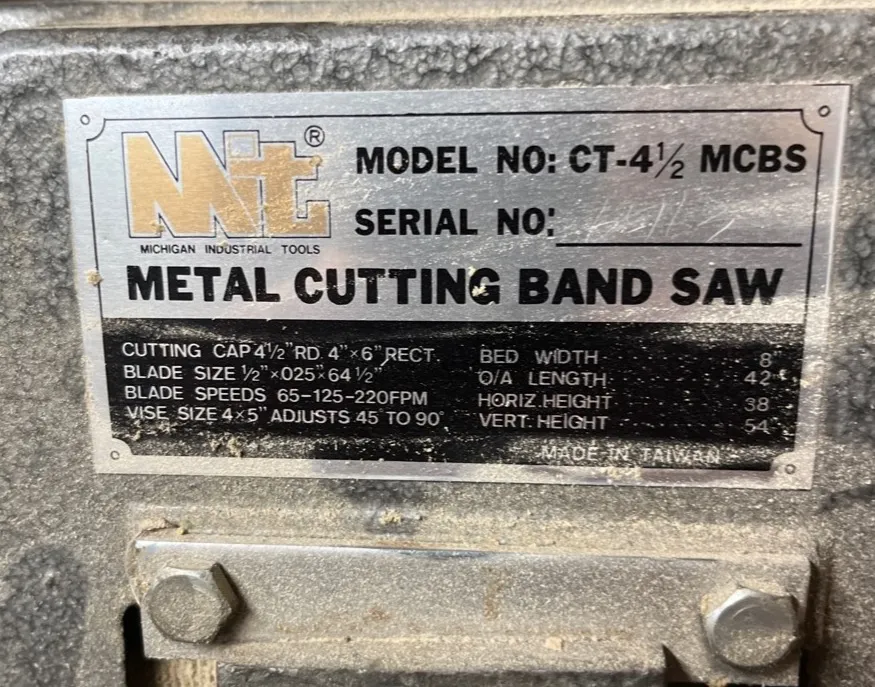 Mit ®
MICHIGAN INDUSTRIAL TOOLS
MODEL NO: CT-4½ MCBS
SERIAL NO:
METAL CUTTING BAND SAW
CUTTING CAP 4½" RD. 4"×6" RECT.
BLADE SIZE ½"×025"×64½"
BLADE SPEEDS 65-125-220FPM
VISE SIZE 4×5" ADJUSTS 45° TO 90°
BED WIDTH 8"
O/A LENGTH 42"
HORIZ. HEIGHT 38
VERT. HEIGHT 54"
MADE IN TAIWAN